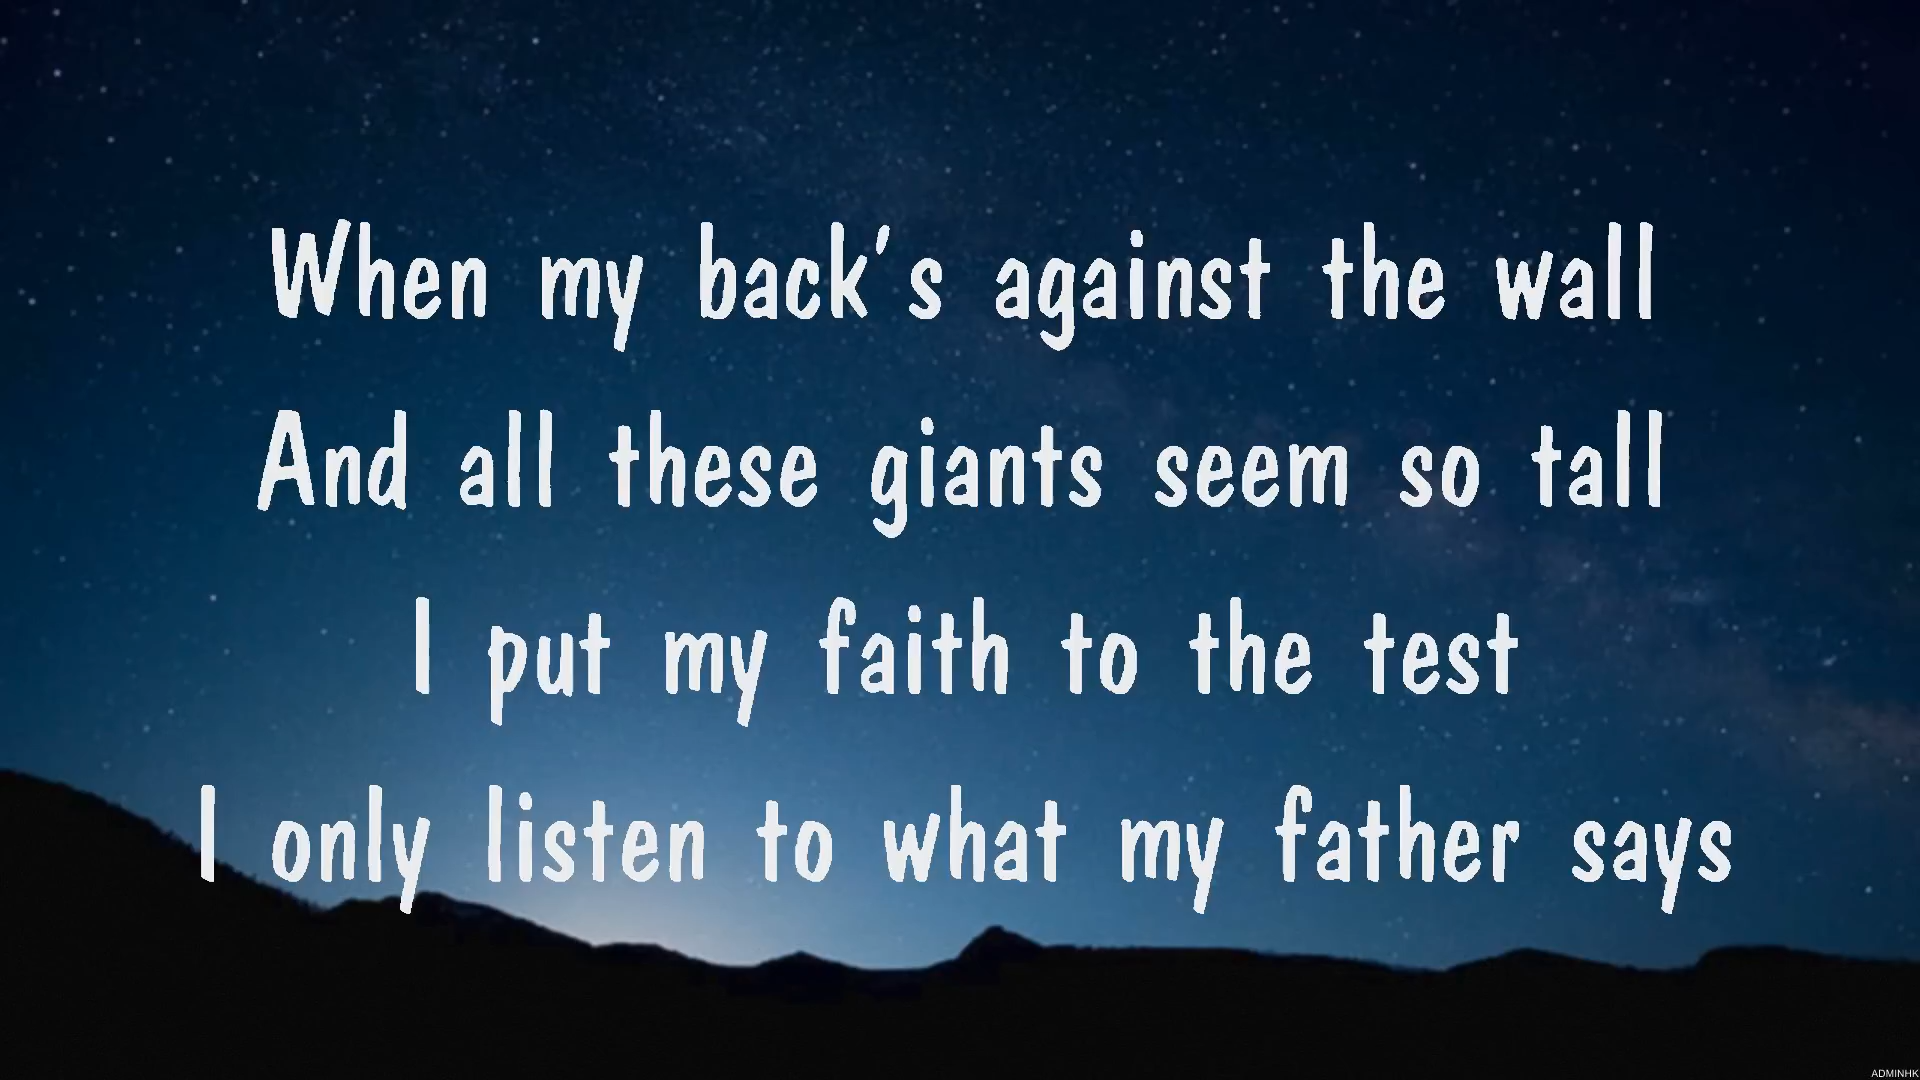 When my back's against the wall
And all these giants seem so tall
I put my faith to the test
I only listen to what my father says
ADMINHK